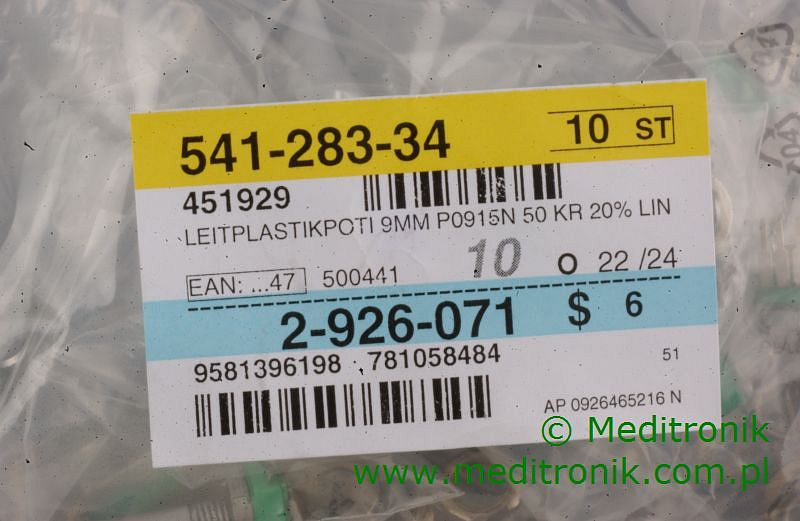 541-283-34 10 ST
451929
LEITPLASTIKPOTI 9MM P0915N 50 KR 20% LIN
10
EAN: ...47 500441 O 22 /24
2-926-071 $ 6
9581396198 781058484 51
AP 0926465216 N
© Meditronik
www.meditronik.com.pl